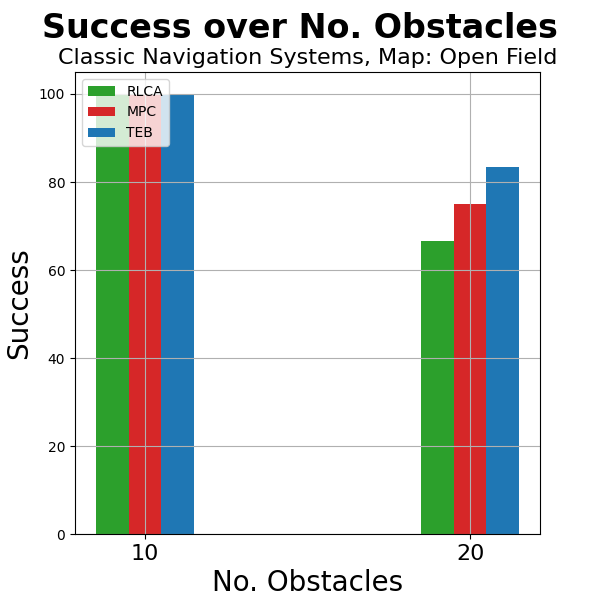 Success over No. Obstacles
Classic Navigation Systems, Map: Open Field
RLCA
MPC
TEB
100
80
60
40
20
0
Success
10 20
No. Obstacles